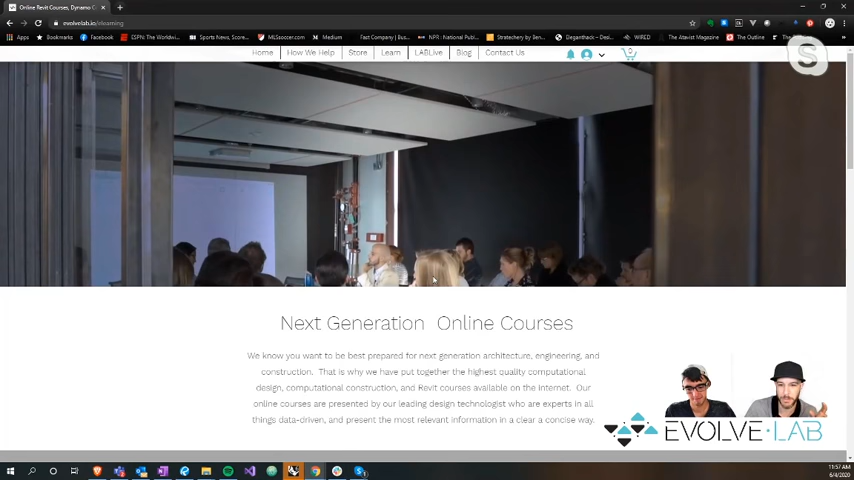 Online Revit Courses, Dynamo C
evolvelab.io/elearning
Apps
Bookmarks
Facebook
ESPN: The Worldwi...
Sports News, Score...
MLSsoccer.com
Medium
Fast Company | Bus...
NPR : National Publi...
Stratechery by Ben...
Deganthack – Desi...
WIRED
The Atavist Magazine
The Outline
Other bookmarks
Home
How We Help
Store
Learn
LABLive
Blog
Contact Us
0
Next Generation Online Courses
We know you want to be best prepared for next generation architecture, engineering, and
construction. That is why we have put together the highest quality computational
design, computational construction, and Revit courses available on the internet. Our
online courses are presented by our leading design technologist who are experts in all
things data-driven, and present the most relevant information in a clear a concise way.
EVOLVE LAB
11:57 AM
6/4/2020